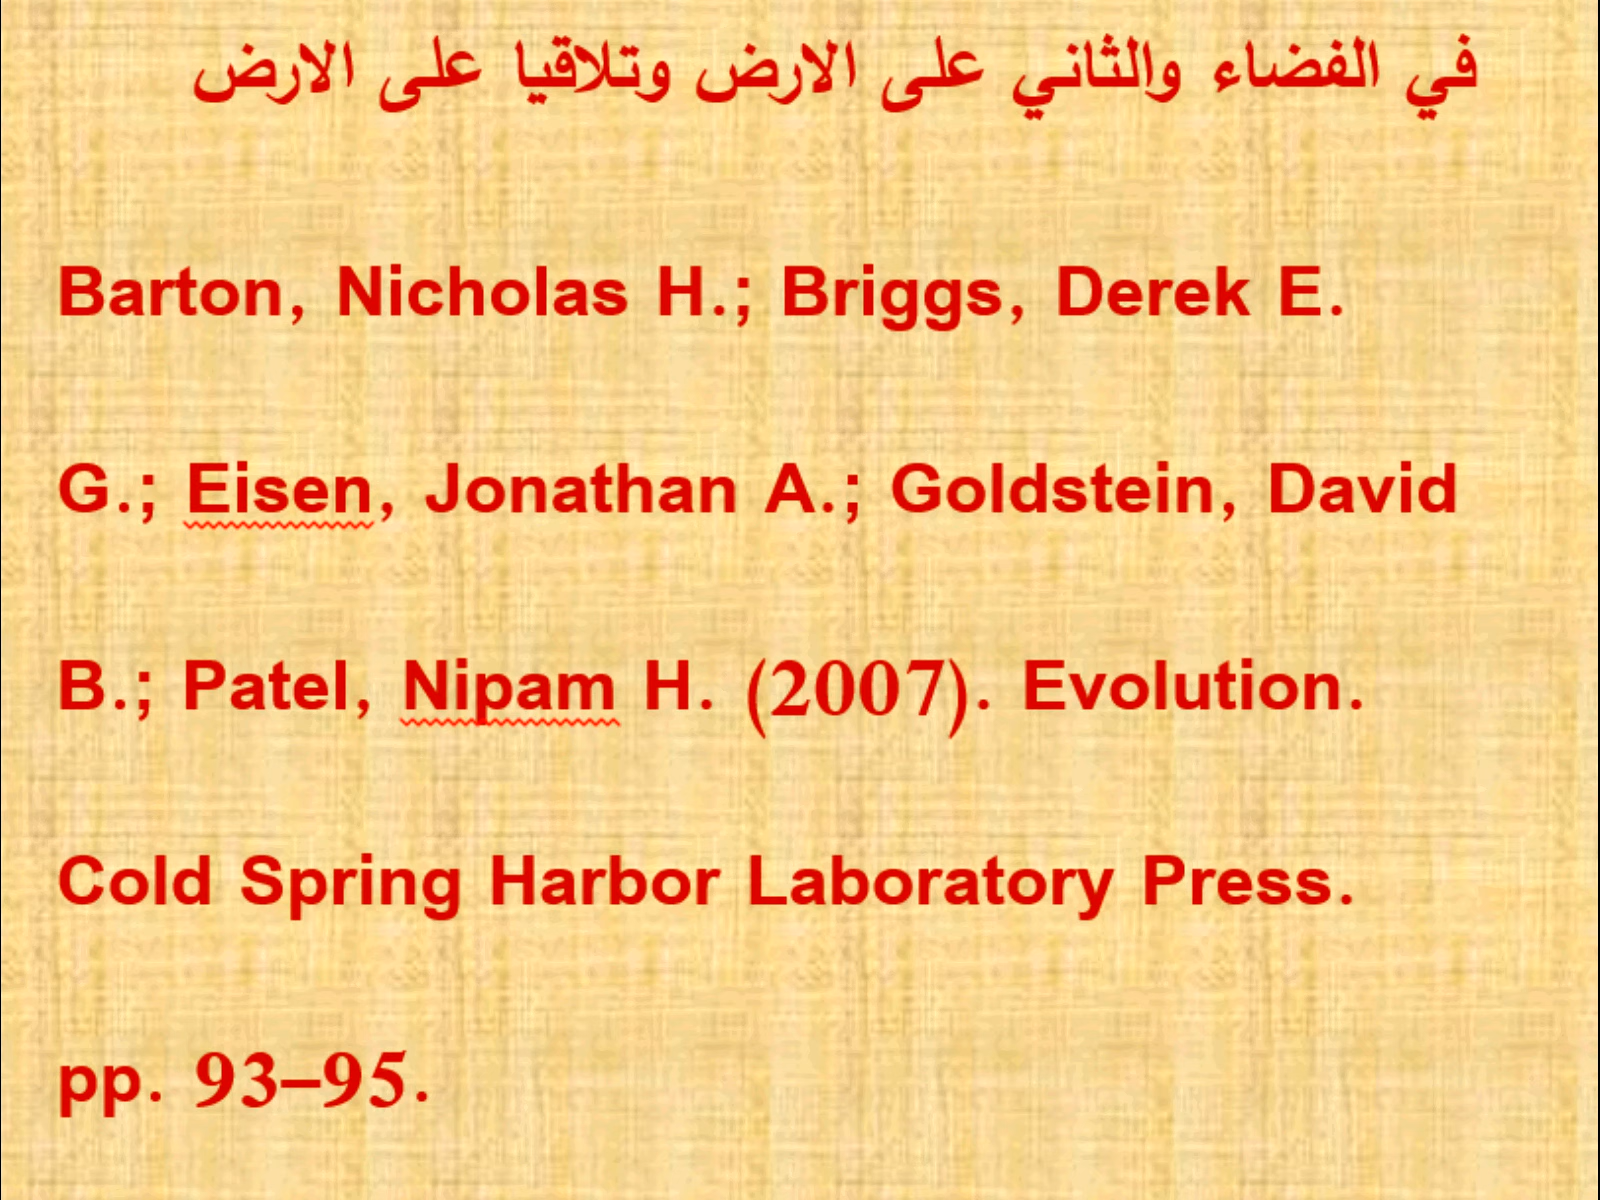 في الفضاء والثاني على الارض وتلاقيا على الارض
Barton, Nicholas H.; Briggs, Derek E.
G.; Eisen, Jonathan A.; Goldstein, David
B.; Patel, Nipam H. (2007). Evolution.
Cold Spring Harbor Laboratory Press.
pp. 93–95.